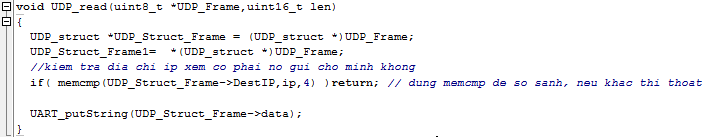 void UDP_read(uint8_t *UDP_Frame,uint16_t len)
{
UDP_struct *UDP_Struct_Frame = (UDP_struct *)UDP_Frame;
UDP_Struct_Frame1= *(UDP_struct *)UDP_Frame;
//kiem tra dia chi ip xem co phai no gui cho minh khong
if( memcmp(UDP_Struct_Frame->DestIP,ip,4) )return; // dung memcmp de so sanh, neu khac thi thoat
UART_putString(UDP_Struct_Frame->data);
}